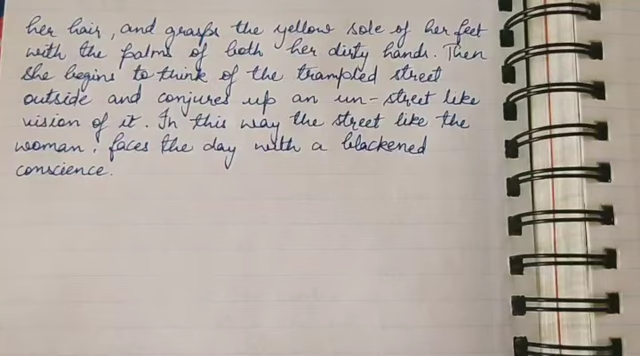 her hair, and grasps the yellow sole of her feet
with the palms of both her dirty hands. Then
she begins to think of the trampled street
outside and conjures up an un-street like
vision of it. In this way the street like the
woman, faces the day with a blackened
conscience.